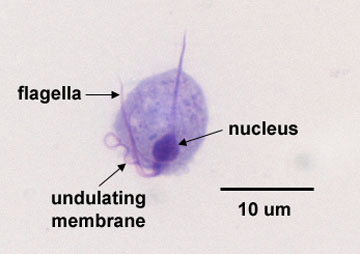 flagella
nucleus
undulating
membrane
10 um